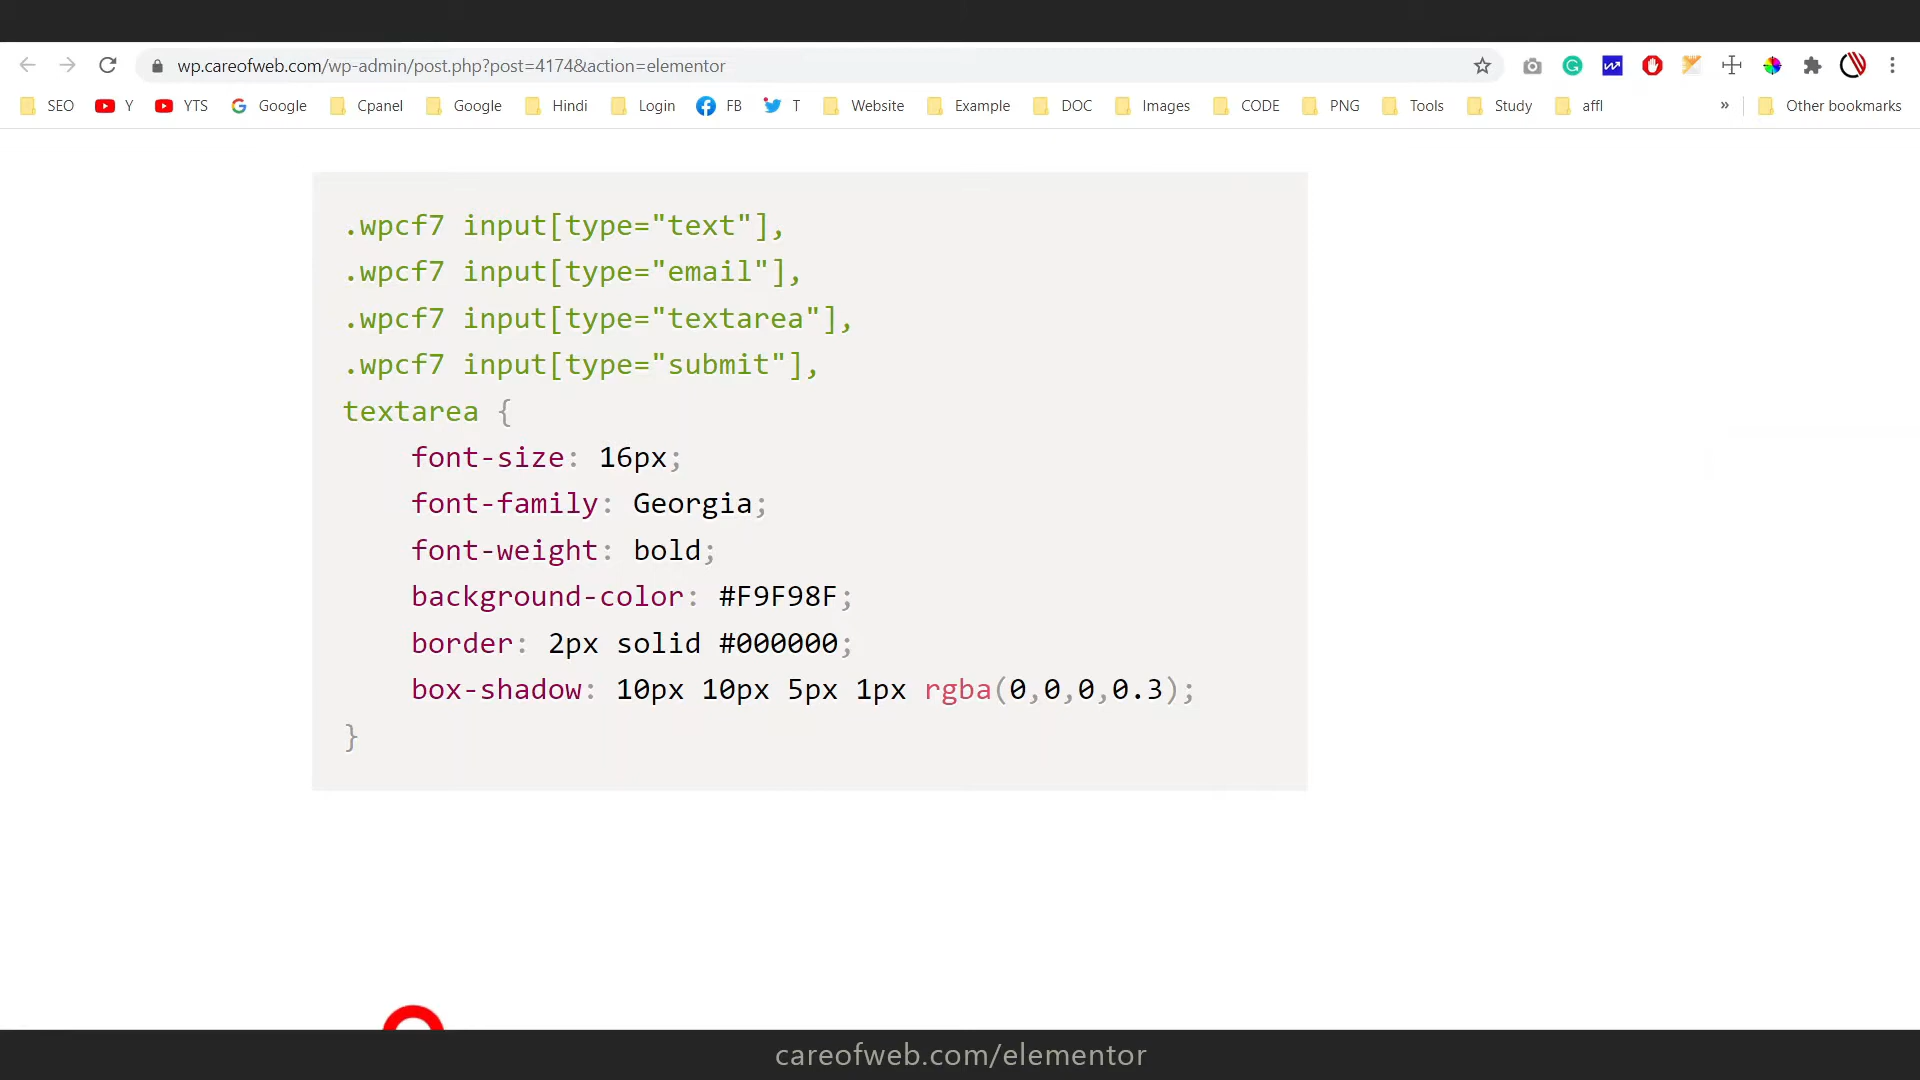 wp.careofweb.com/wp-admin/post.php?post=4174&action=elementor
SEO Y YTS Google Cpanel Google Hindi Login FB T Website Example DOC Images CODE PNG Tools Study affl » Other bookmarks
.wpcf7 input[type="text"],
.wpcf7 input[type="email"],
.wpcf7 input[type="textarea"],
.wpcf7 input[type="submit"],
textarea {
font-size: 16px;
font-family: Georgia;
font-weight: bold;
background-color: #F9F98F;
border: 2px solid #000000;
box-shadow: 10px 10px 5px 1px rgba(0,0,0,0.3);
}
careofweb.com/elementor